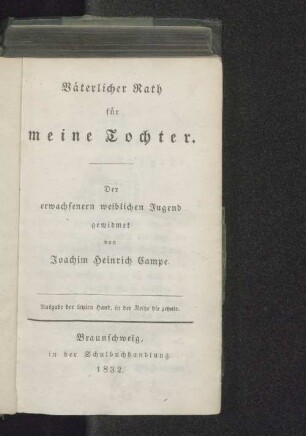 Väterlicher Rath
für
meine Tochter.
Der
erwachsenern weiblichen Jugend
gewidmet
von
Joachim Heinrich Campe.
Ausgabe der letzten Hand, in der Reihe die zehnte.
Braunschweig,
in der Schulbuchhandlung
1832.